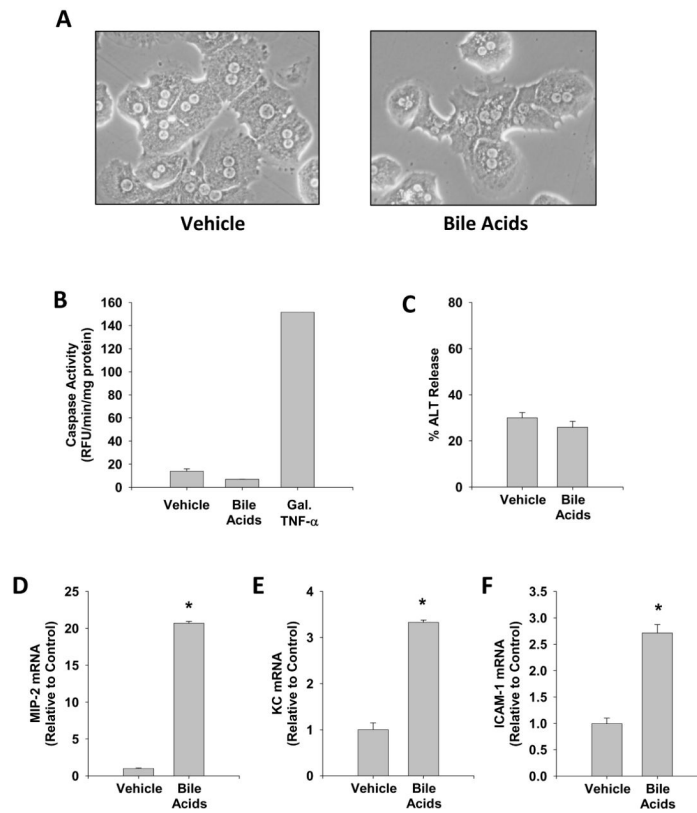 A
Vehicle
Bile Acids
B
Caspase Activity
(RFU/min/mg protein)
160
140
120
100
80
60
40
20
0
Vehicle
Bile
Acids
Gal.
TNF-α
C
% ALT Release
80
60
40
20
0
Vehicle
Bile
Acids
D
MIP-2 mRNA
(Relative to Control)
25
20
15
10
5
0
*
Vehicle
Bile
Acids
E
KC mRNA
(Relative to Control)
4
3
2
1
0
*
Vehicle
Bile
Acids
F
ICAM-1 mRNA
(Relative to Control)
3.5
3.0
2.5
2.0
1.5
1.0
0.5
0.0
*
Vehicle
Bile
Acids